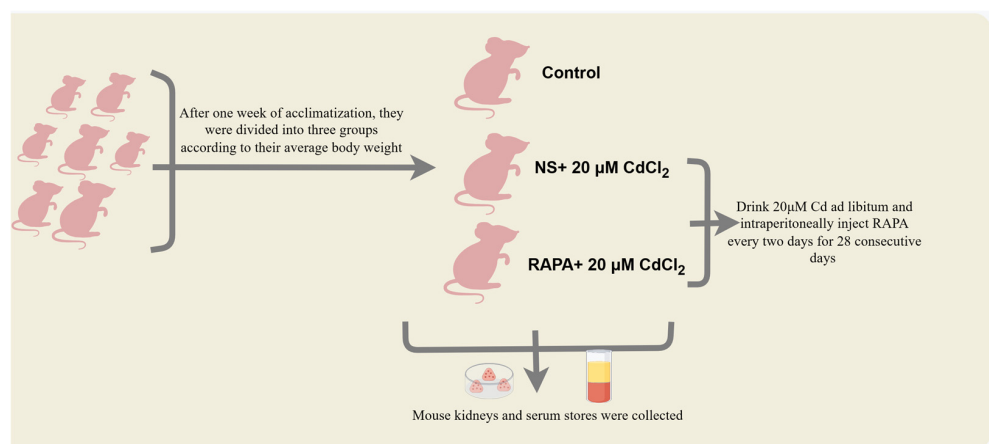 After one week of acclimatization, they
were divided into three groups
according to their average body weight
Control
NS+ 20 μM CdCl₂
RAPA+ 20 μM CdCl₂
Drink 20μM Cd ad libitum and
intraperitoneally inject RAPA
every two days for 28 consecutive
days
Mouse kidneys and serum stores were collected